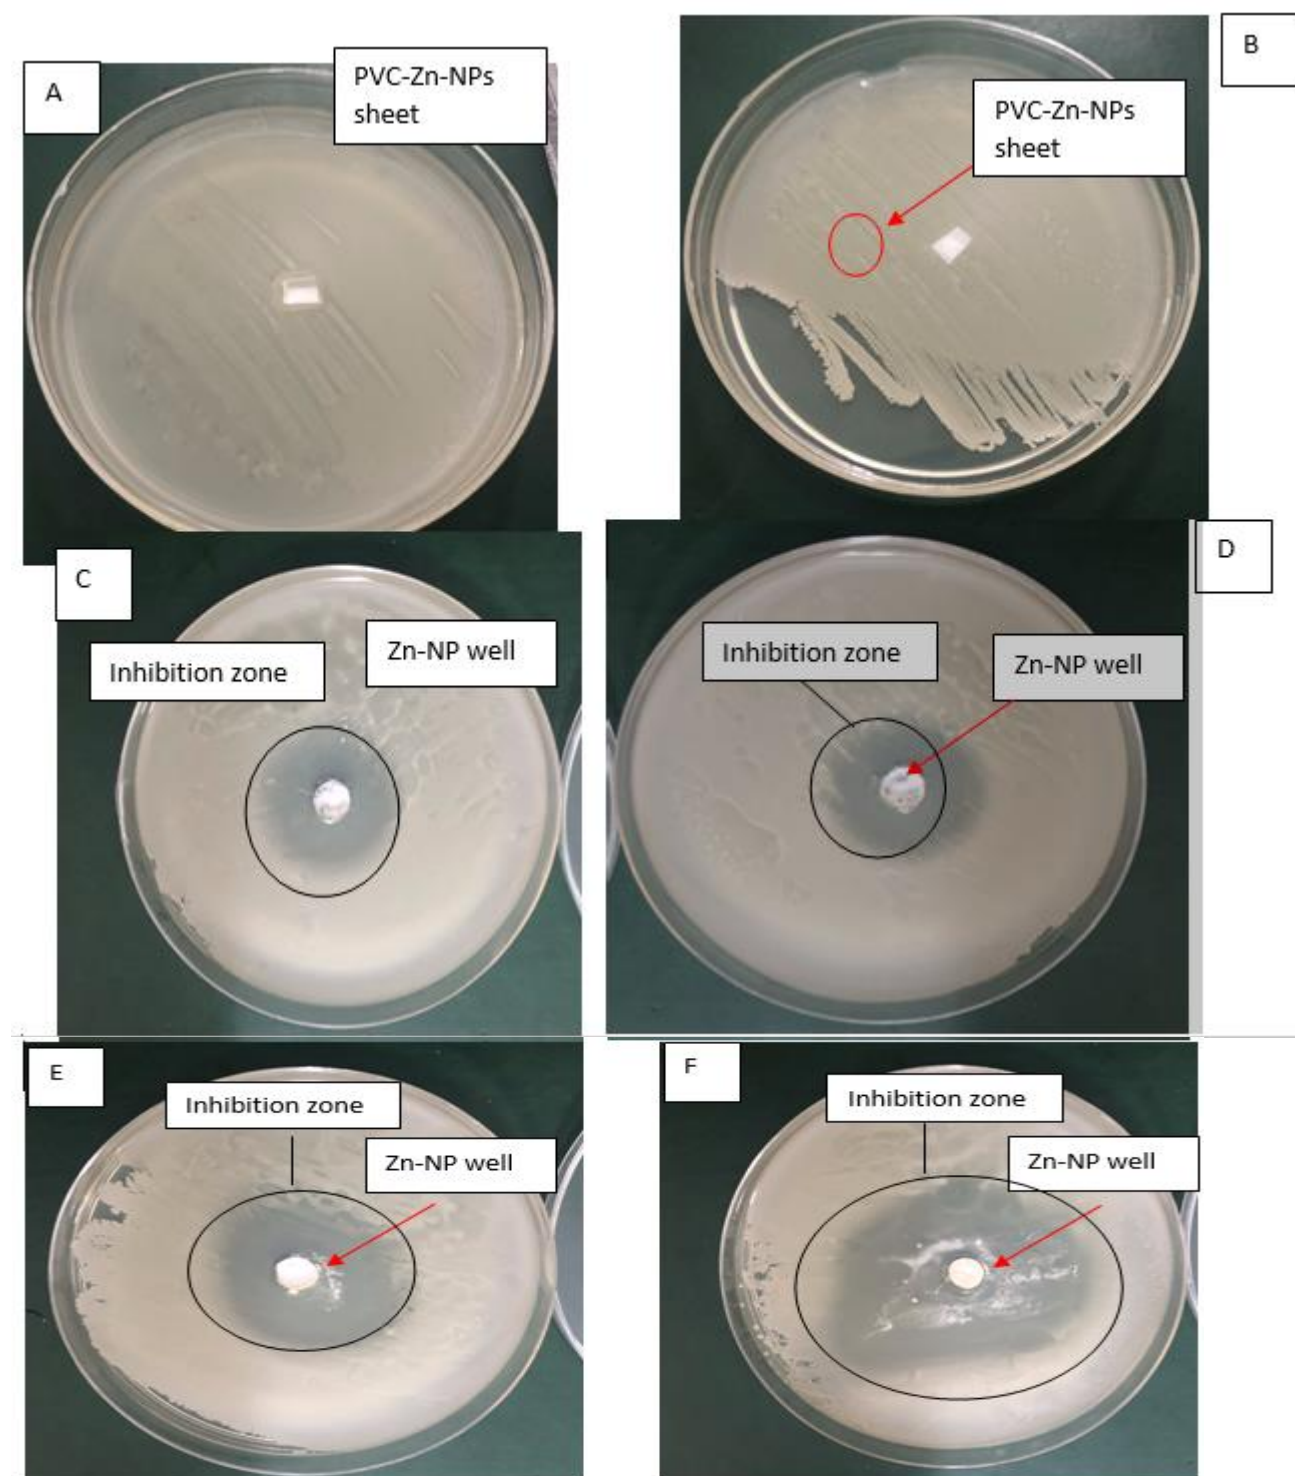 A
PVC-Zn-NPs
sheet
B
PVC-Zn-NPs
sheet
C
Inhibition zone
Zn-NP well
D
Inhibition zone
Zn-NP well
E
Inhibition zone
Zn-NP well
F
Inhibition zone
Zn-NP well